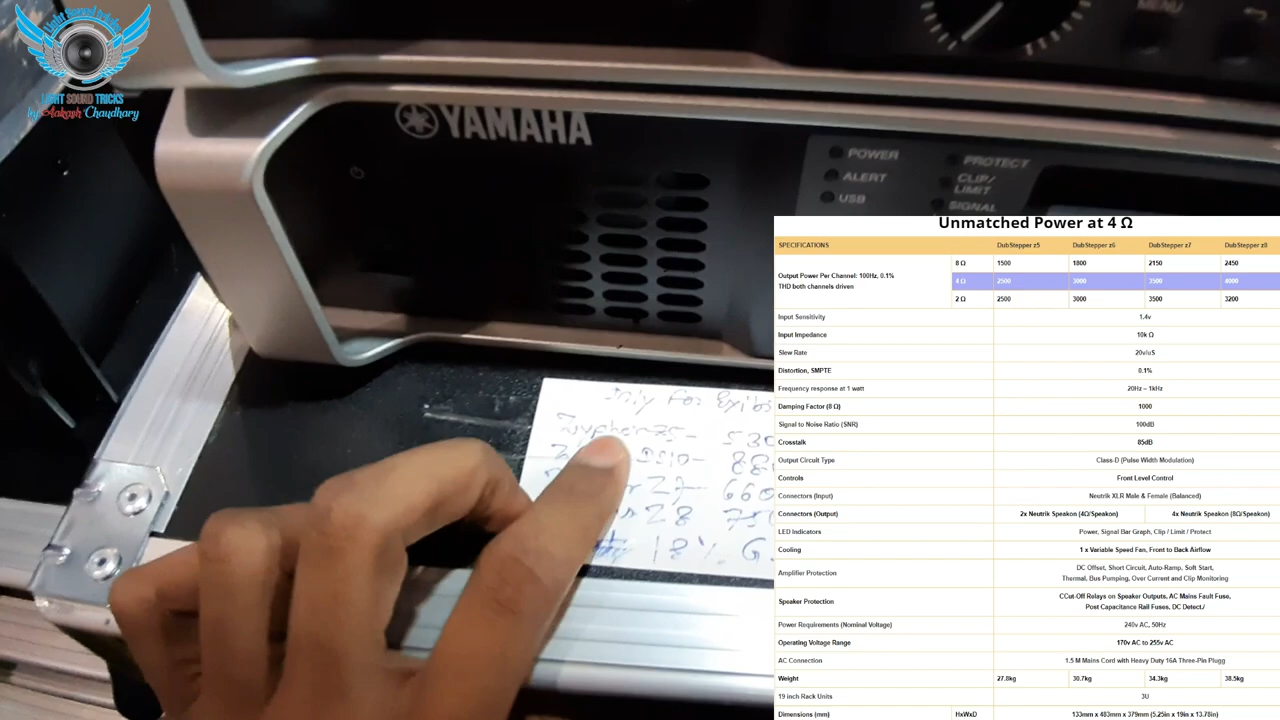 Light Sound tricks
LIGHT SOUND TRICKS
by Aakash Chaudhary
MENU
YAMAHA
POWER
ALERT
USB
PROTECT
CLIP/
LIMIT
SIGNAL
For
18%
Unmatched Power at 4 Ω
SPECIFICATIONS DubStepper z5 DubStepper z6 DubStepper z7 DubStepper z8
Output Power Per Channel: 100Hz, 0.1%
THD both channels driven
8 Ω 1500 1800 2150 2450
4 Ω 2500 3000 3500 4000
2 Ω 2500 3000 3500 3200
Input Sensitivity 1.4v
Input Impedance 10k Ω
Slew Rate 20v/uS
Distortion, SMPTE 0.1%
Frequency response at 1 watt 20Hz – 1kHz
Damping Factor (8 Ω) 1000
Signal to Noise Ratio (SNR) 100dB
Crosstalk 85dB
Output Circuit Type Class-D (Pulse Width Modulation)
Controls Front Level Control
Connectors (Input) Neutrik XLR Male & Female (Balanced)
Connectors (Output) 2x Neutrik Speakon (4Ω/Speakon) 4x Neutrik Speakon (8Ω/Speakon)
LED Indicators Power, Signal Bar Graph, Clip / Limit / Protect
Cooling 1 x Variable Speed Fan, Front to Back Airflow
Amplifier Protection DC Offset, Short Circuit, Auto-Ramp, Soft Start,
Thermal, Bus Pumping, Over Current and Clip Monitoring
Speaker Protection CCut-Off Relays on Speaker Outputs, AC Mains Fault Fuse,
Post Capacitance Rail Fuses, DC Detect./
Power Requirements (Nominal Voltage) 240v AC, 50Hz
Operating Voltage Range 170v AC to 255v AC
AC Connection 1.5 M Mains Cord with Heavy Duty 16A Three-Pin Plugg
Weight 27.8kg 30.7kg 34.3kg 38.5kg
19 inch Rack Units 3U
Dimensions (mm) HxWxD 133mm x 483mm x 379mm (5.25in x 19in x 13.78in)